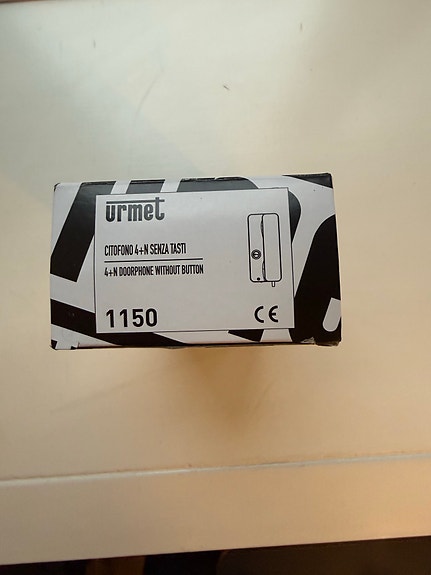 urmet
CITOFONO 4+N SENZA TASTI
4+N DOORPHONE WITHOUT BUTTON
1150
CE